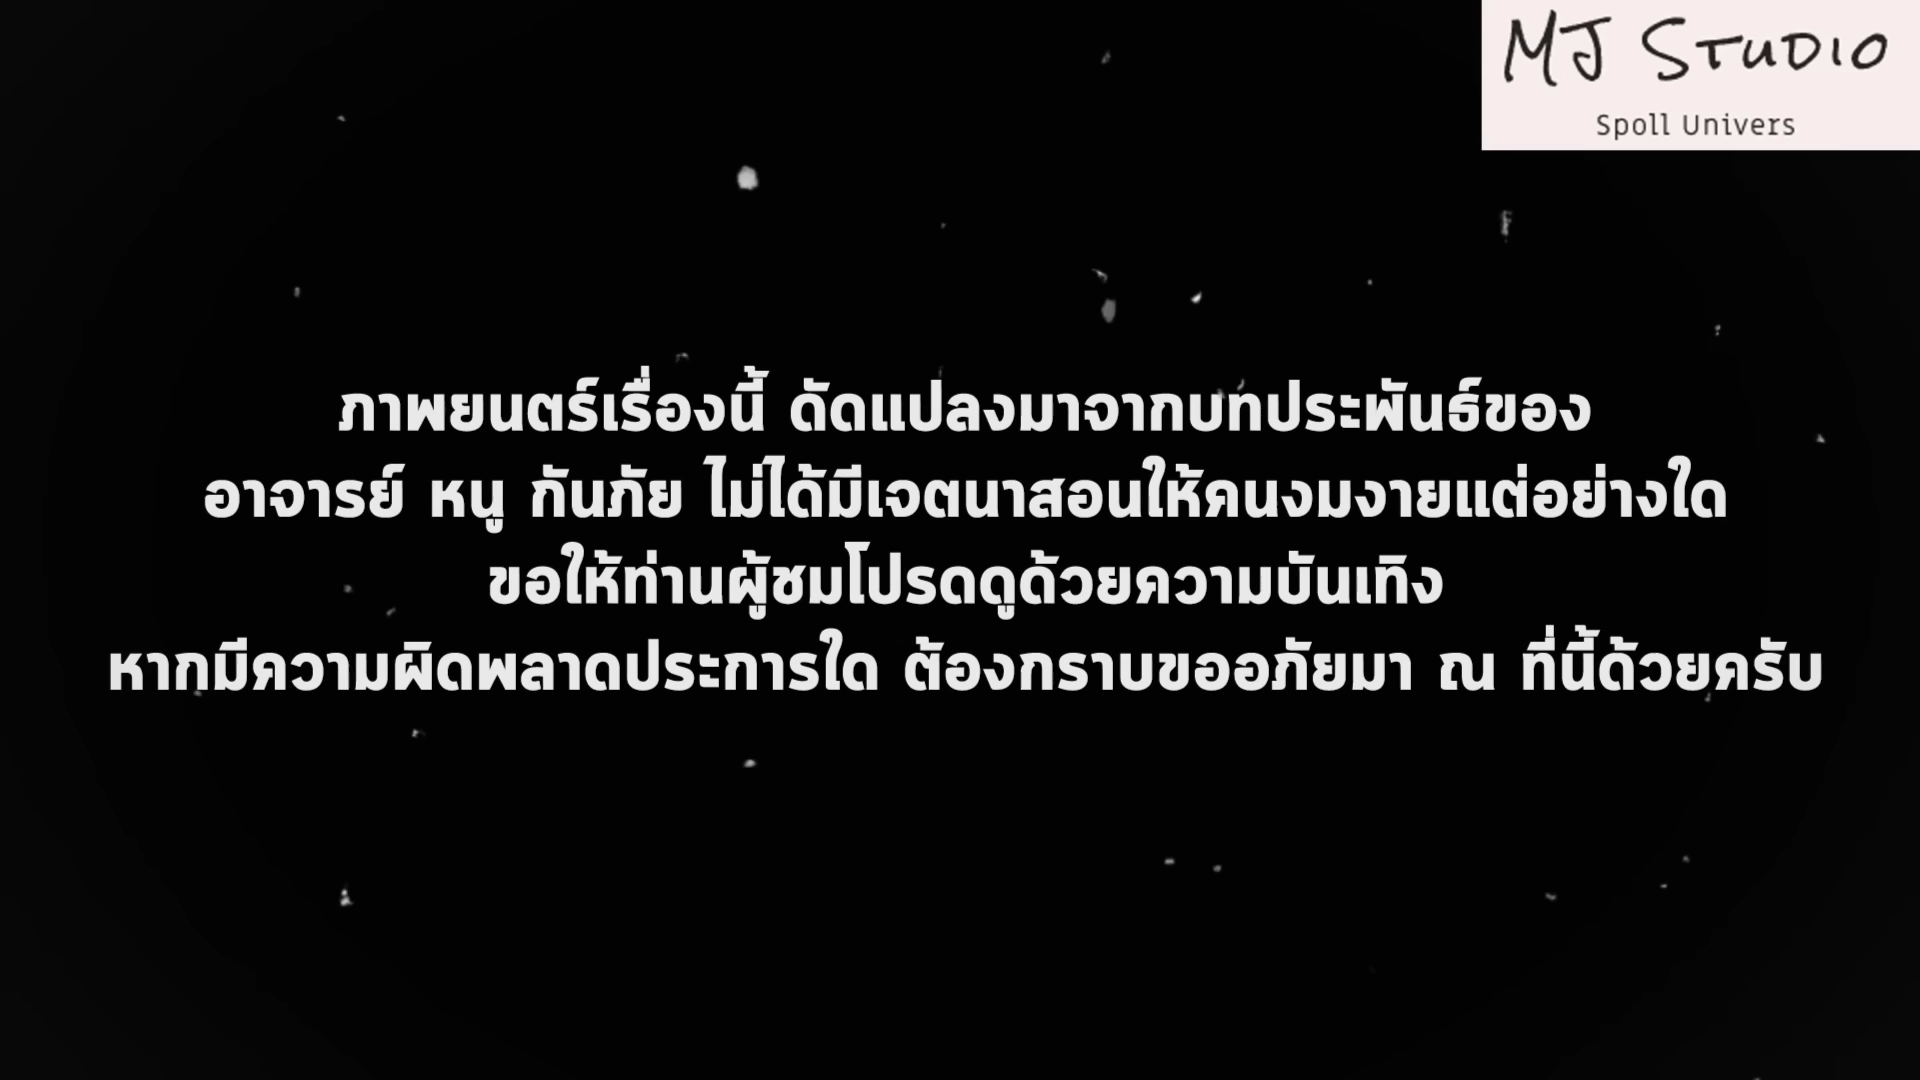 MJ STUDIO
Spoll Univers
ภาพยนตร์เรื่องนี้ ดัดแปลงมาจากบทประพันธ์ของ
อาจารย์ หนู กันภัย ไม่ได้มีเจตนาสอนให้คนงมงายแต่อย่างใด
ขอให้ท่านผู้ชมโปรดดูด้วยความบันเทิง
หากมีความผิดพลาดประการใด ต้องกราบขออภัยมา ณ ที่นี้ด้วยครับ